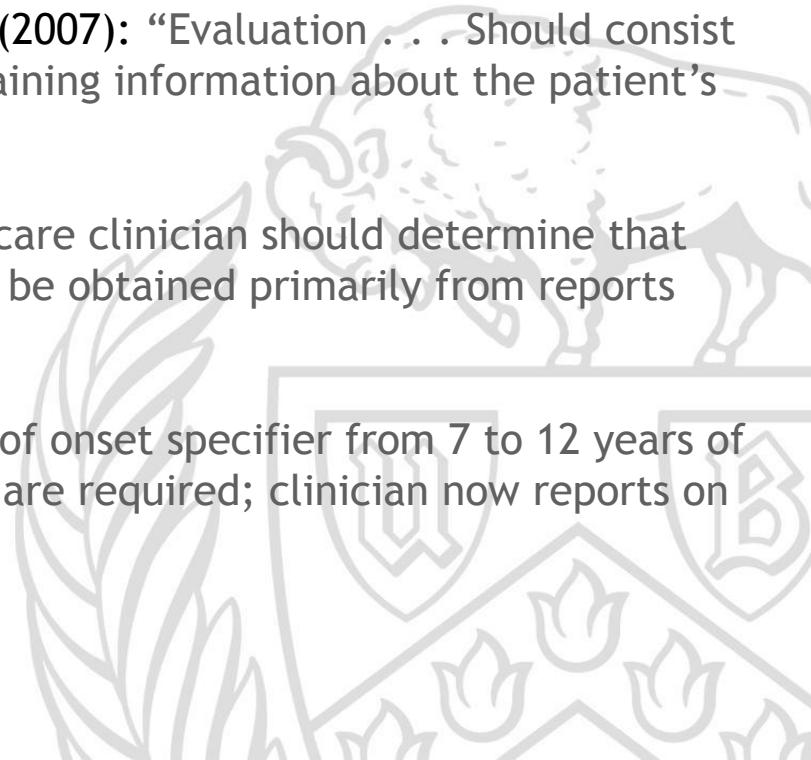 (2007): “Evaluation . . . Should consist
aining information about the patient’s
care clinician should determine that
be obtained primarily from reports
of onset specifier from 7 to 12 years of
are required; clinician now reports on
U B